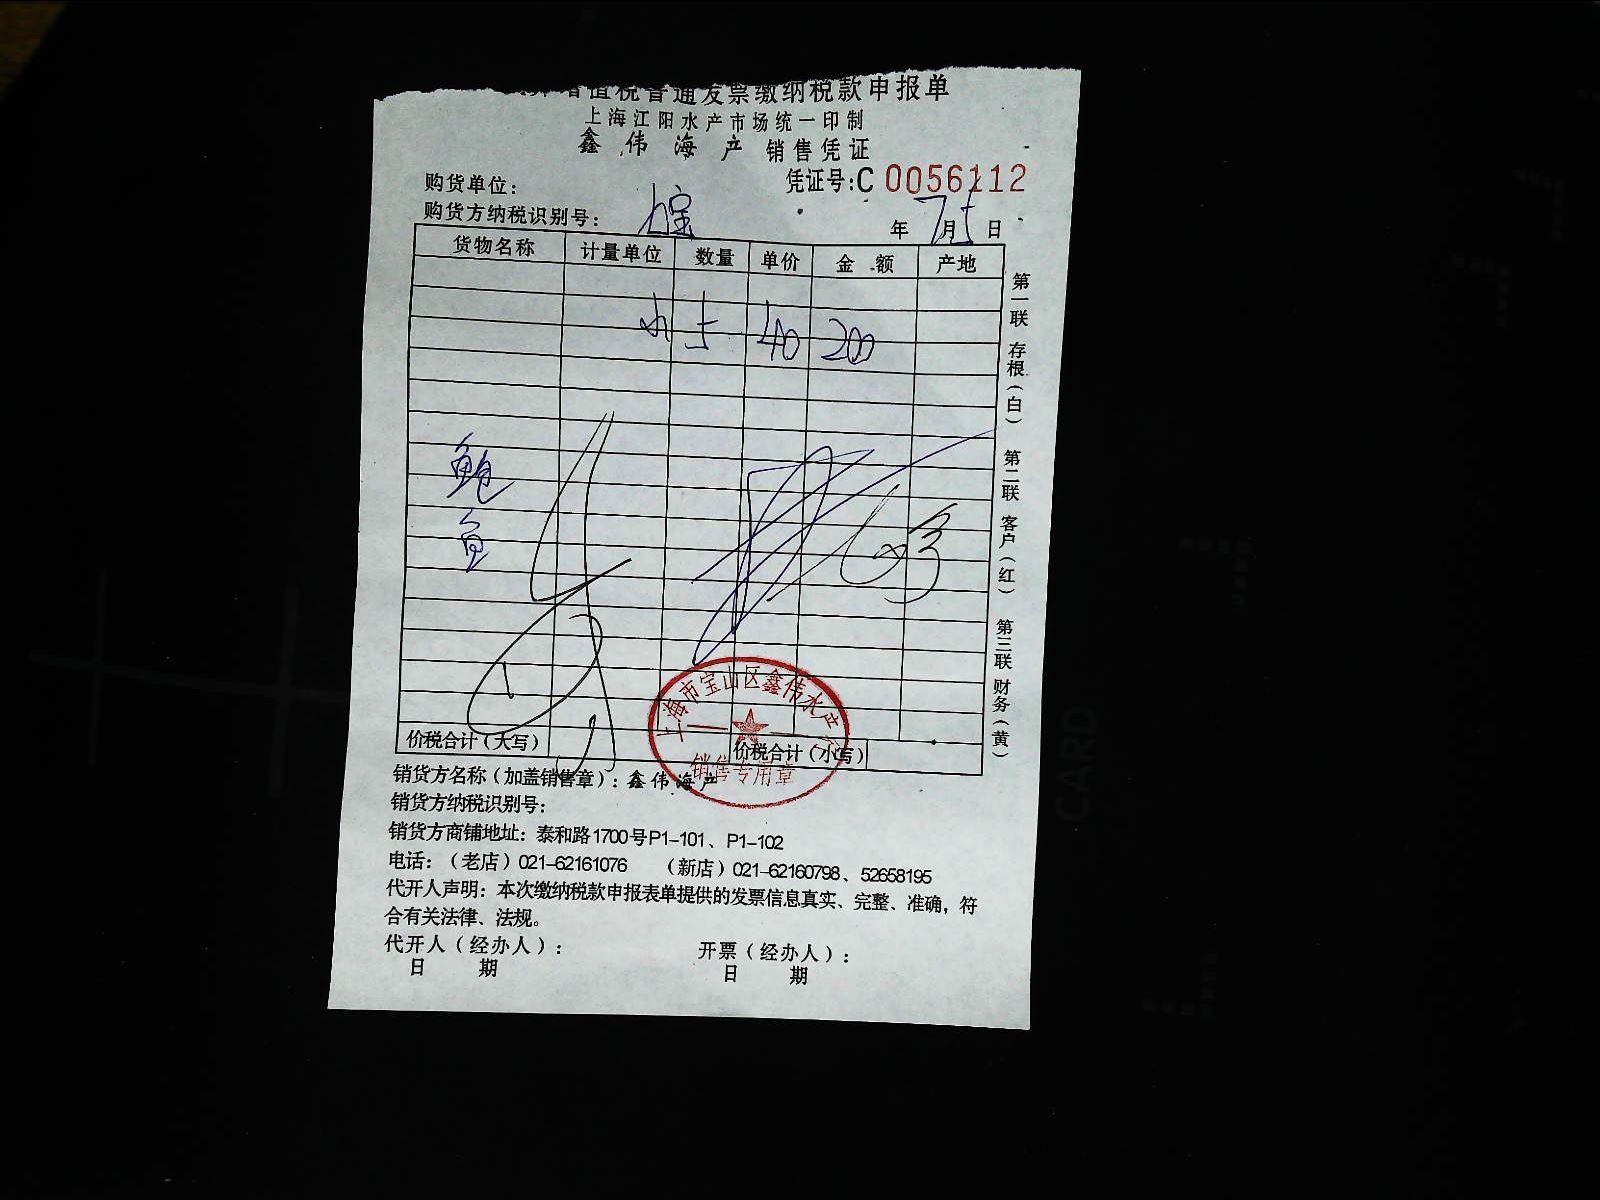 值税普通发票缴纳税款申报单
上海江阳水产市场统一印制
鑫伟海产 销售凭证
购货单位：
凭证号:C 0056112
购货方纳税识别号：
年 7月5日
货物名称 计量单位 数量 单价 金额 产地
小 5 40 200
鲍
鱼
第一联 存根（白） 第二联 客户（红） 第三联 财务（黄）
上海市宝山区鑫伟水产
销售专用章
价税合计（大写） 价税合计（小写）
销货方名称（加盖销售章）：鑫伟海产
销货方纳税识别号：
销货方商铺地址：泰和路1700号P1-101、P1-102
电话：（老店）021-62161076 （新店）021-62160798、52658195
代开人声明：本次缴纳税款申报表单提供的发票信息真实、完整、准确，符
合有关法律、法规。
代开人（经办人）： 开票（经办人）：
日 期 日 期